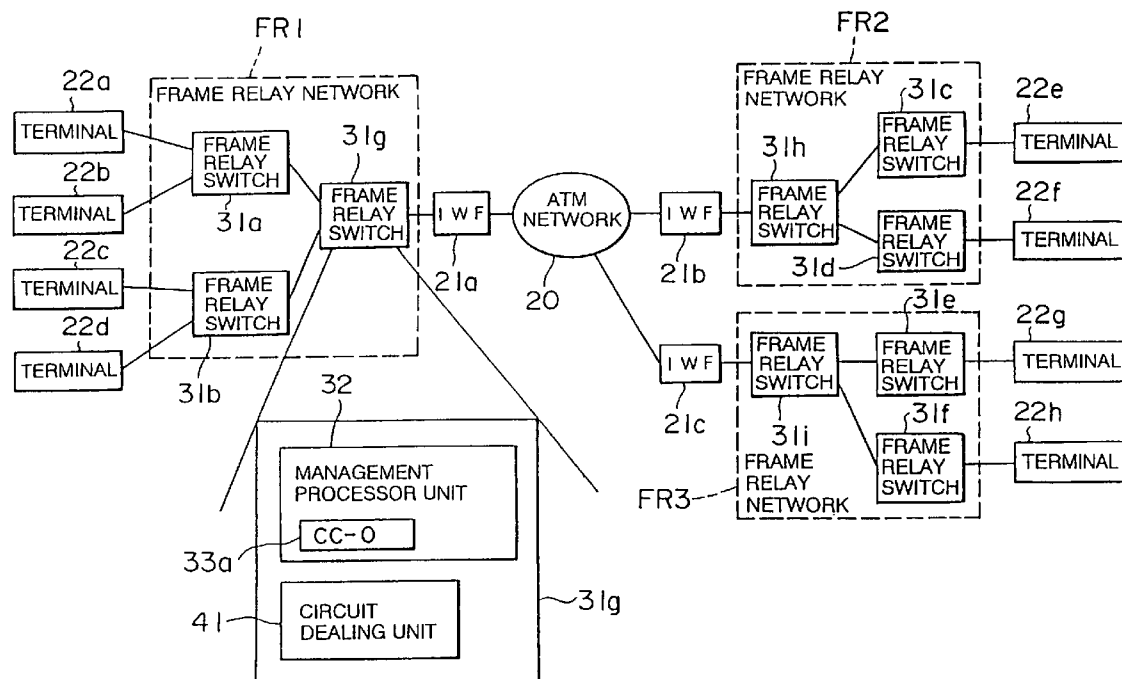 FR1
FR2
22a
TERMINAL
22b
TERMINAL
22c
TERMINAL
22d
TERMINAL
FRAME RELAY NETWORK
FRAME
RELAY
SWITCH
31a
FRAME
RELAY
SWITCH
31b
31g
FRAME
RELAY
SWITCH
IWF
21a
ATM
NETWORK
20
IWF
21b
IWF
21c
FRAME RELAY
NETWORK
31h
FRAME
RELAY
SWITCH
31c
FRAME
RELAY
SWITCH
31d
FRAME
RELAY
SWITCH
22e
TERMINAL
22f
TERMINAL
FRAME
RELAY
SWITCH
31i
31e
FRAME
RELAY
SWITCH
31f
FRAME
RELAY
SWITCH
FR3
FRAME
RELAY
NETWORK
22g
TERMINAL
22h
TERMINAL
32
MANAGEMENT
PROCESSOR UNIT
33a
CC-O
41
CIRCUIT
DEALING UNIT
31g